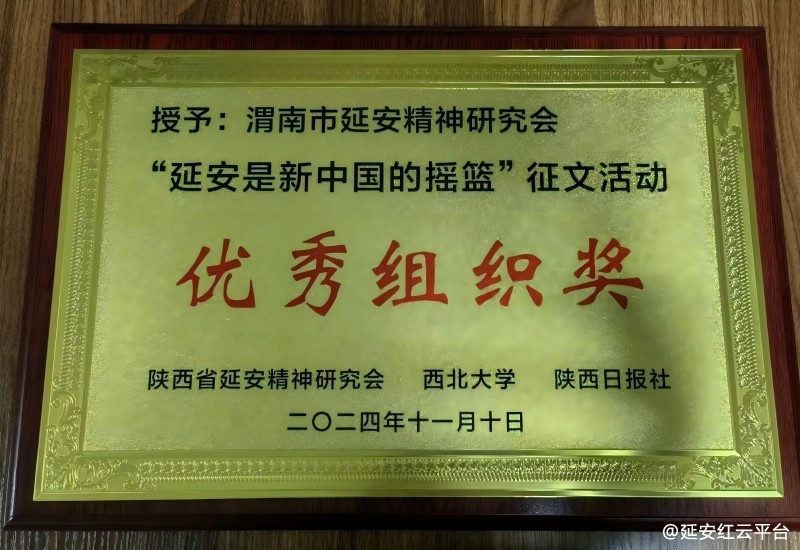 授予：渭南市延安精神研究会
“延安是新中国的摇篮”征文活动
优秀组织奖
陕西省延安精神研究会 西北大学 陕西日报社
二〇二四年十一月十日
@延安红云平台